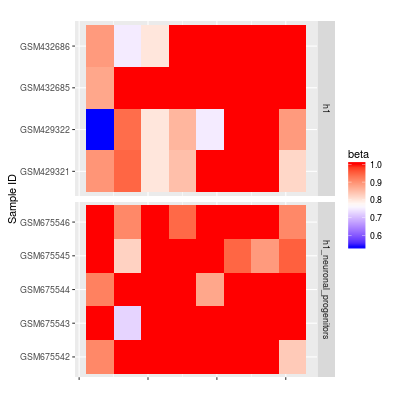 GSM432686
GSM432685
GSM429322
GSM429321
h1
GSM675546
GSM675545
GSM675544
GSM675543
GSM675542
h1_neuronal_progenitors
Sample ID
beta
1.0
0.9
0.8
0.7
0.6